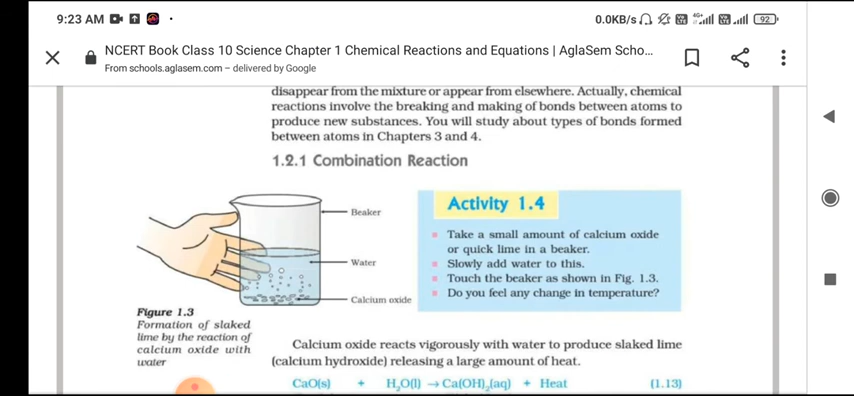 9:23 AM
0.0KB/s 4G+ 92
NCERT Book Class 10 Science Chapter 1 Chemical Reactions and Equations | AglaSem Scho...
From schools.aglasem.com – delivered by Google
disappear from the mixture or appear from elsewhere. Actually, chemical
reactions involve the breaking and making of bonds between atoms to
produce new substances. You will study about types of bonds formed
between atoms in Chapters 3 and 4.
1.2.1 Combination Reaction
Beaker
Water
Calcium oxide
Figure 1.3
Formation of slaked
lime by the reaction of
calcium oxide with
water
Activity 1.4
Take a small amount of calcium oxide
or quick lime in a beaker.
Slowly add water to this.
Touch the beaker as shown in Fig. 1.3.
Do you feel any change in temperature?
Calcium oxide reacts vigorously with water to produce slaked lime
(calcium hydroxide) releasing a large amount of heat.
CaO(s) + H₂O(l) → Ca(OH)₂(aq) + Heat (1.13)